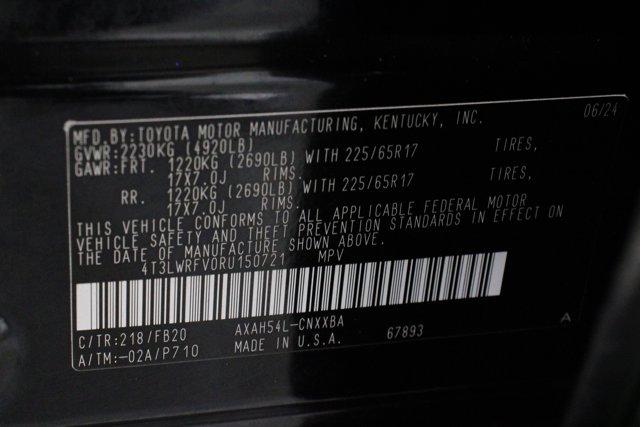 06/24
MFD.BY:TOYOTA MOTOR MANUFACTURING, KENTUCKY, INC.
GVWR:2230KG (4920LB)
GAWR:FRT. 1220KG (2690LB) WITH 225/65R17 TIRES,
17X7.0J RIMS.
RR. 1220KG (2690LB) WITH 225/65R17 TIRES,
17X7.0J RIMS.
THIS VEHICLE CONFORMS TO ALL APPLICABLE FEDERAL MOTOR
VEHICLE SAFETY AND THEFT PREVENTION STANDARDS IN EFFECT ON
THE DATE OF MANUFACTURE SHOWN ABOVE.
4T3LWRFV0RU150721 MPV
C/TR:218/FB20 AXAH54L-CNXXBA 67893 A
A/TM:-02A/P710 MADE IN U.S.A.